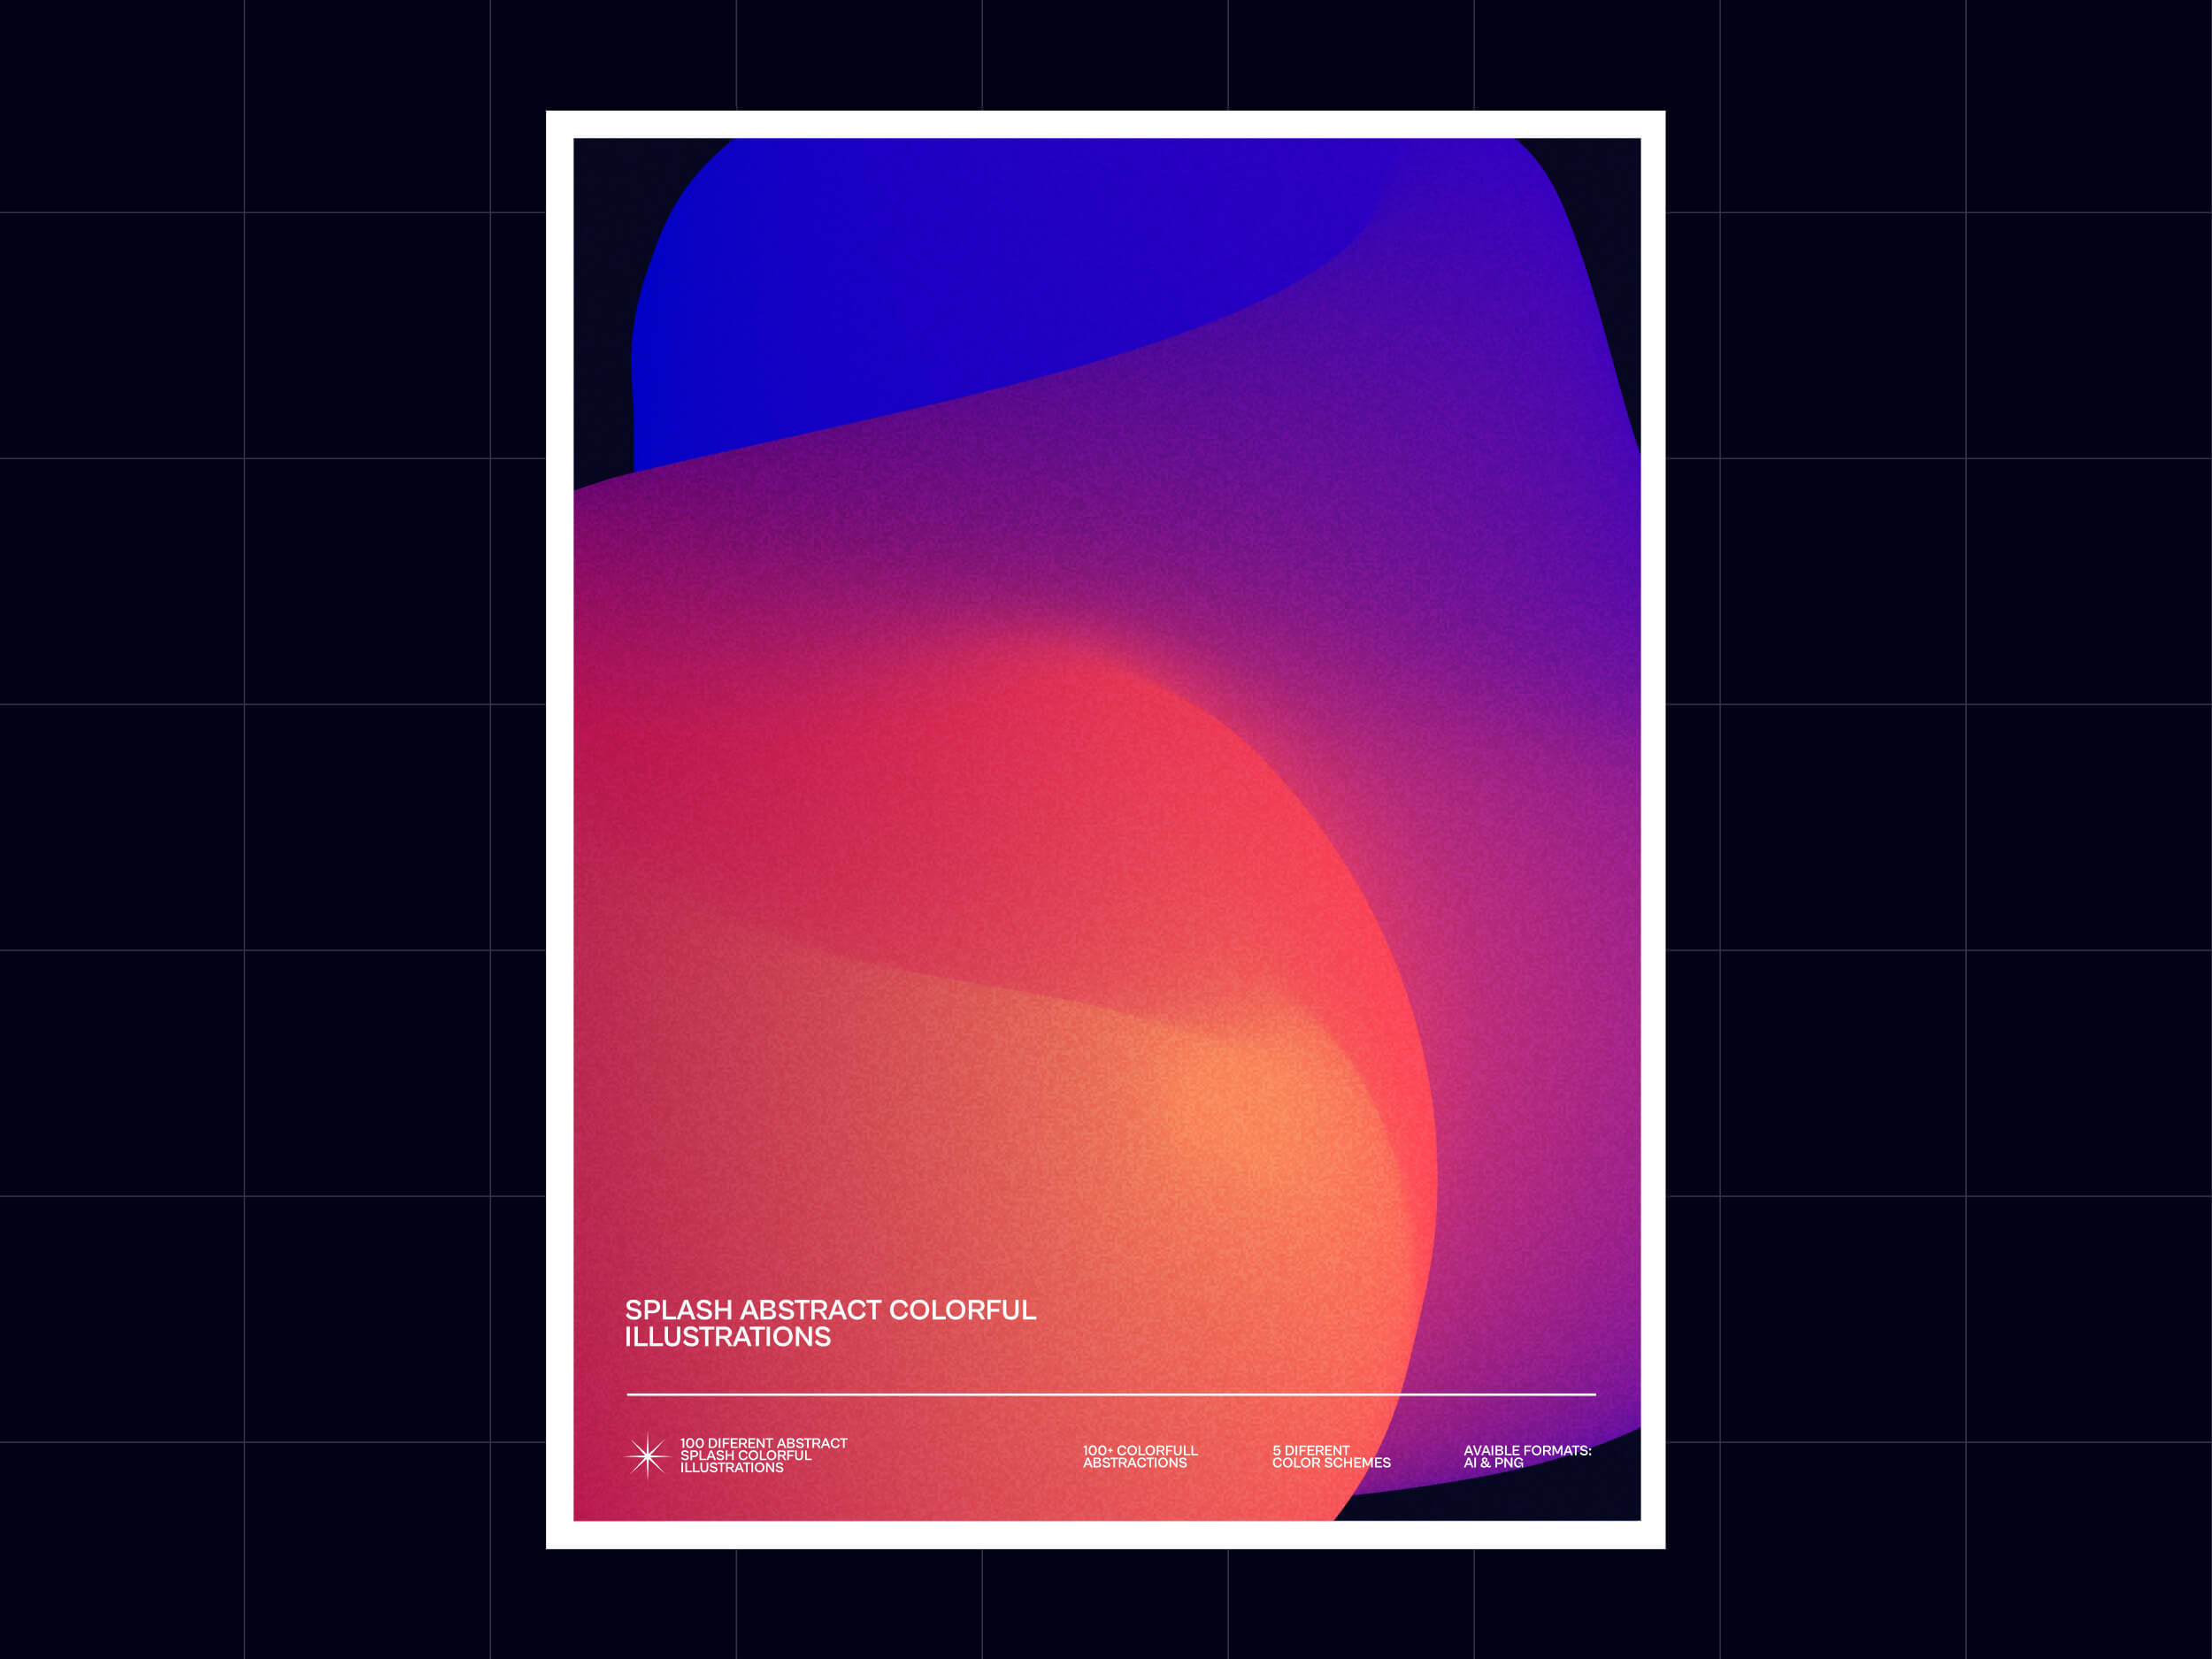 SPLASH ABSTRACT COLORFUL
ILLUSTRATIONS
100 DIFERENT ABSTRACT
SPLASH COLORFUL
ILLUSTRATIONS
100+ COLORFULL
ABSTRACTIONS
5 DIFERENT
COLOR SCHEMES
AVAIBLE FORMATS:
AI & PNG